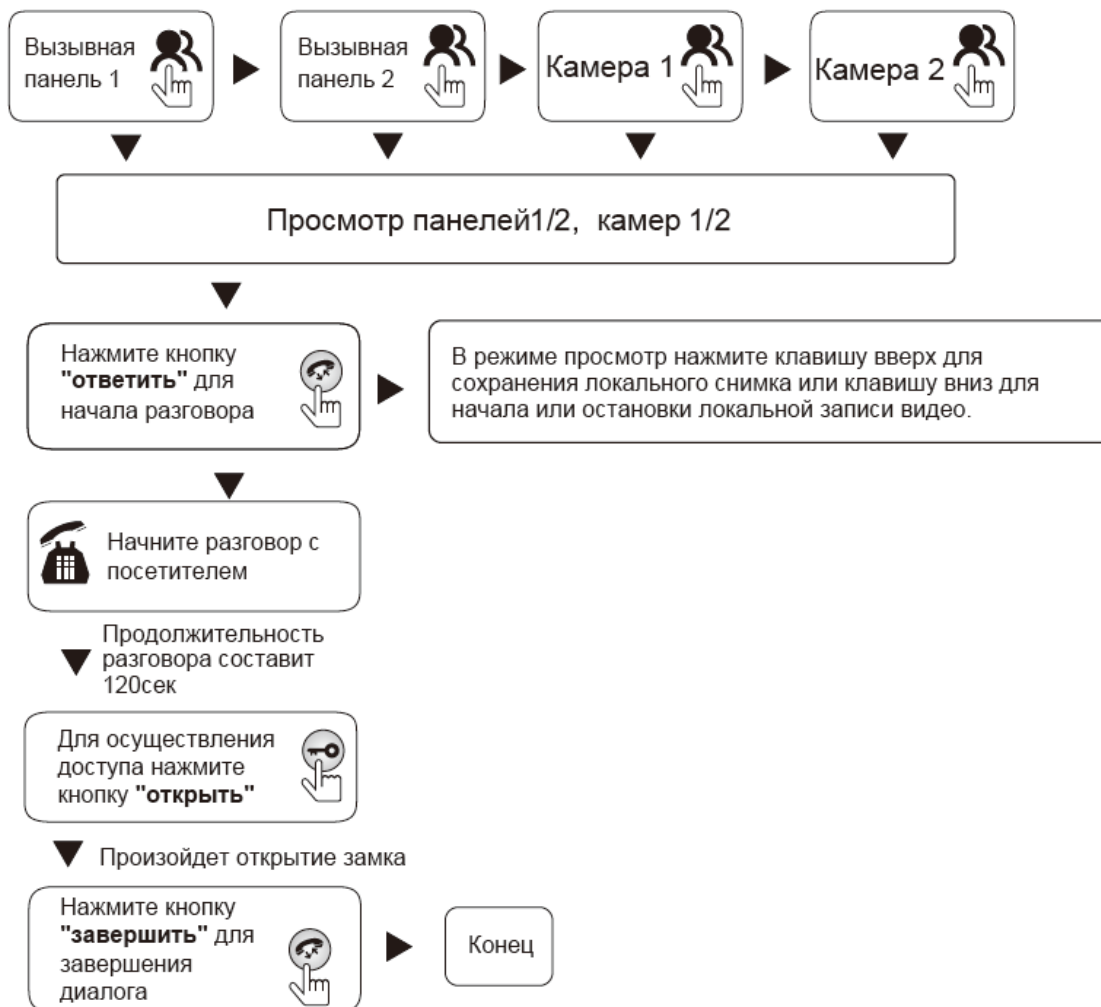 Вызывная
панель 1
Вызывная
панель 2
Камера 1
Камера 2
Просмотр панелей1/2, камер 1/2
Нажмите кнопку
"ответить" для
начала разговора
В режиме просмотр нажмите клавишу вверх для
сохранения локального снимка или клавишу вниз для
начала или остановки локальной записи видео.
Начните разговор с
посетителем
Продолжительность
разговора составит
120сек
Для осуществления
доступа нажмите
кнопку "открыть"
Произойдет открытие замка
Нажмите кнопку
"завершить" для
завершения
диалога
Конец